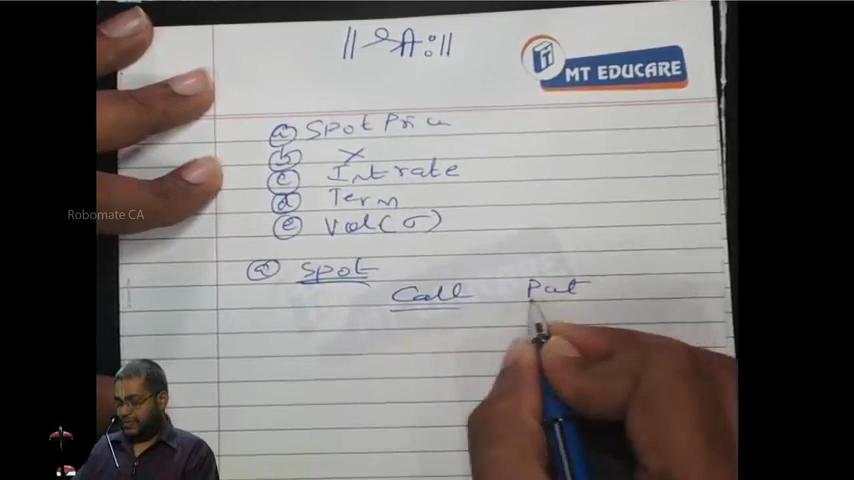 MT EDUCARE
(a) Spot Price
(b) X
(c) Int rate
(d) Term
(e) Vol (σ)
Robomate CA
(a) Spot
Call Put